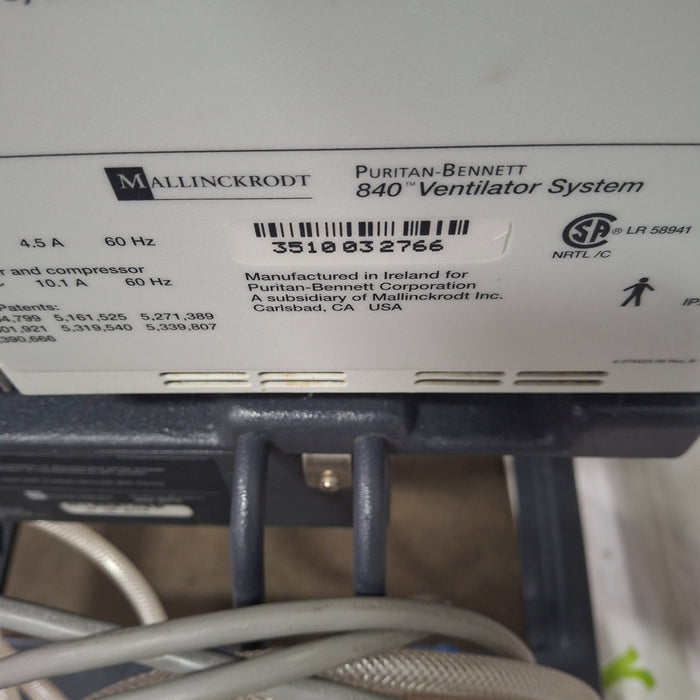 MALLINCKRODT
PURITAN-BENNETT
840™ Ventilator System
4.5 A 60 Hz
3510032766
® LR 58941
NRTL /C
and compressor
10.1 A 60 Hz
Manufactured in Ireland for
Puritan-Bennett Corporation
A subsidiary of Mallinckrodt Inc.
Carlsbad, CA USA
Patents:
5,161,525 5,271,389
5,319,540 5,339,807